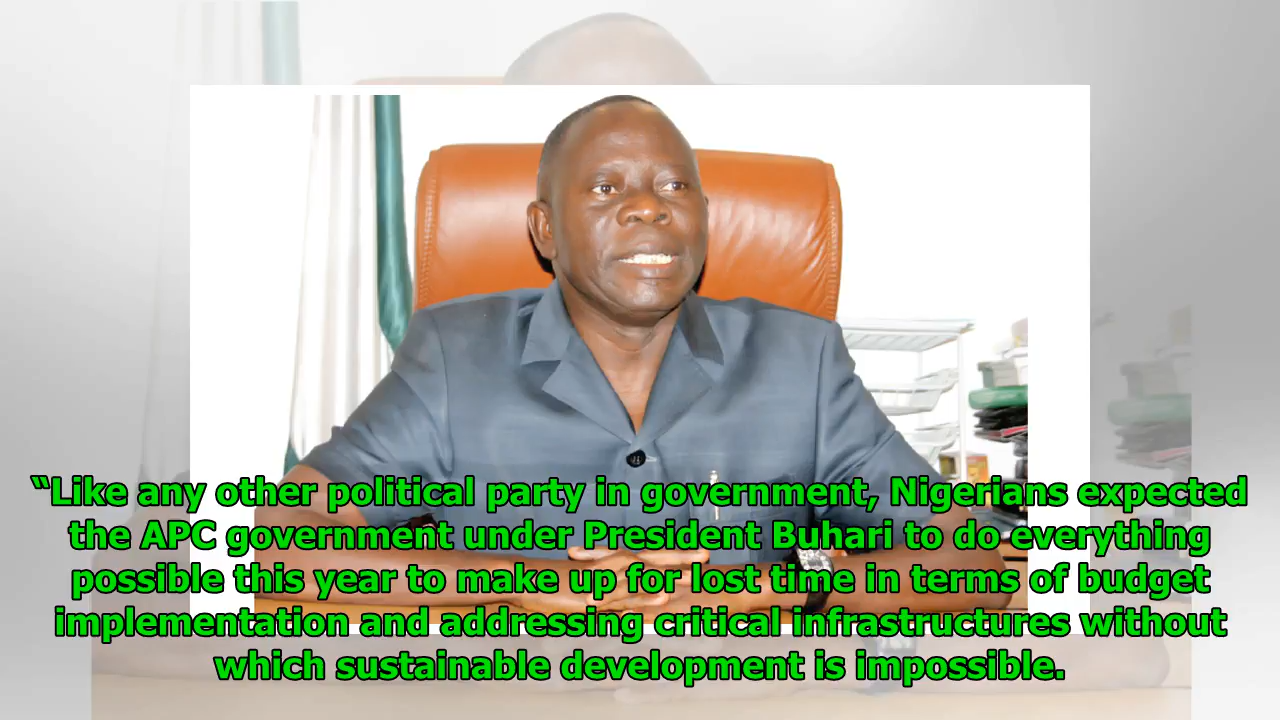 “Like any other political party in government, Nigerians expected
the APC government under President Buhari to do everything
possible this year to make up for lost time in terms of budget
implementation and addressing critical infrastructures without
which sustainable development is impossible.